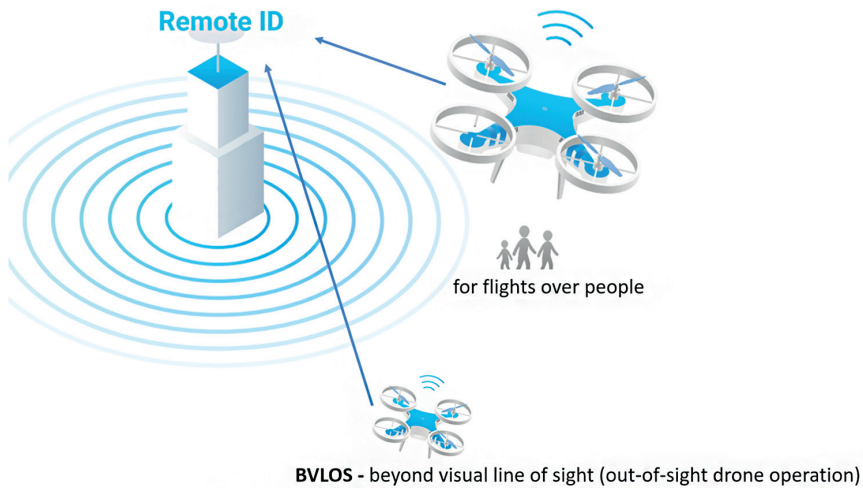 Remote ID
for flights over people
BVLOS - beyond visual line of sight (out-of-sight drone operation)